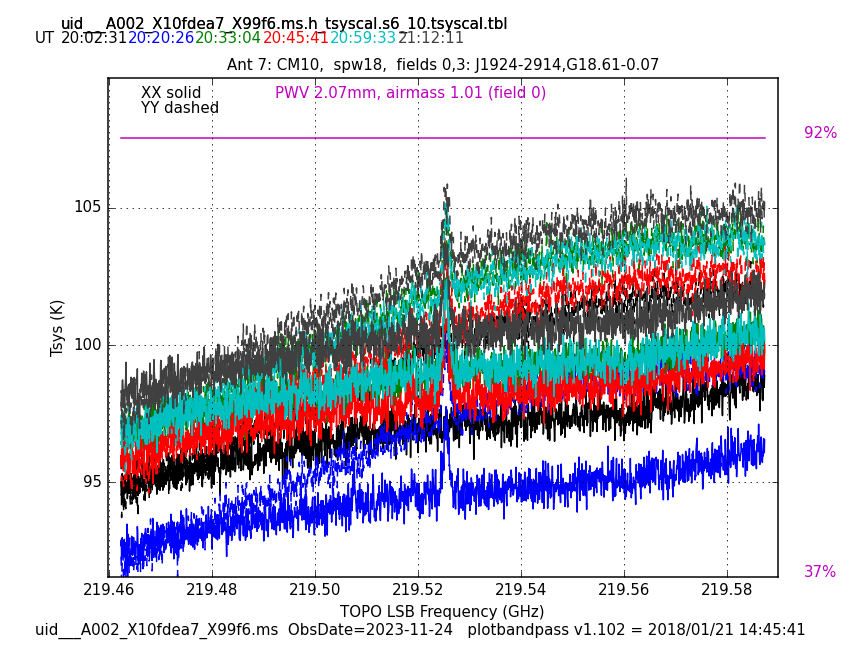 uid___A002_X10fdea7_X99f6.ms.h_tsyscal.s6_10.tsyscal.tbl
UT 20:02:31 20:20:26 20:33:04 20:45:41 20:59:33 21:12:11
Ant 7: CM10,  spw18,  fields 0,3: J1924-2914,G18.61-0.07
XX solid PWV 2.07mm, airmass 1.01 (field 0)
YY dashed
92%
105
100
95
Tsys (K)
37%
219.46 219.48 219.50 219.52 219.54 219.56 219.58
TOPO LSB Frequency (GHz)
uid___A002_X10fdea7_X99f6.ms  ObsDate=2023-11-24   plotbandpass v1.102 = 2018/01/21 14:45:41